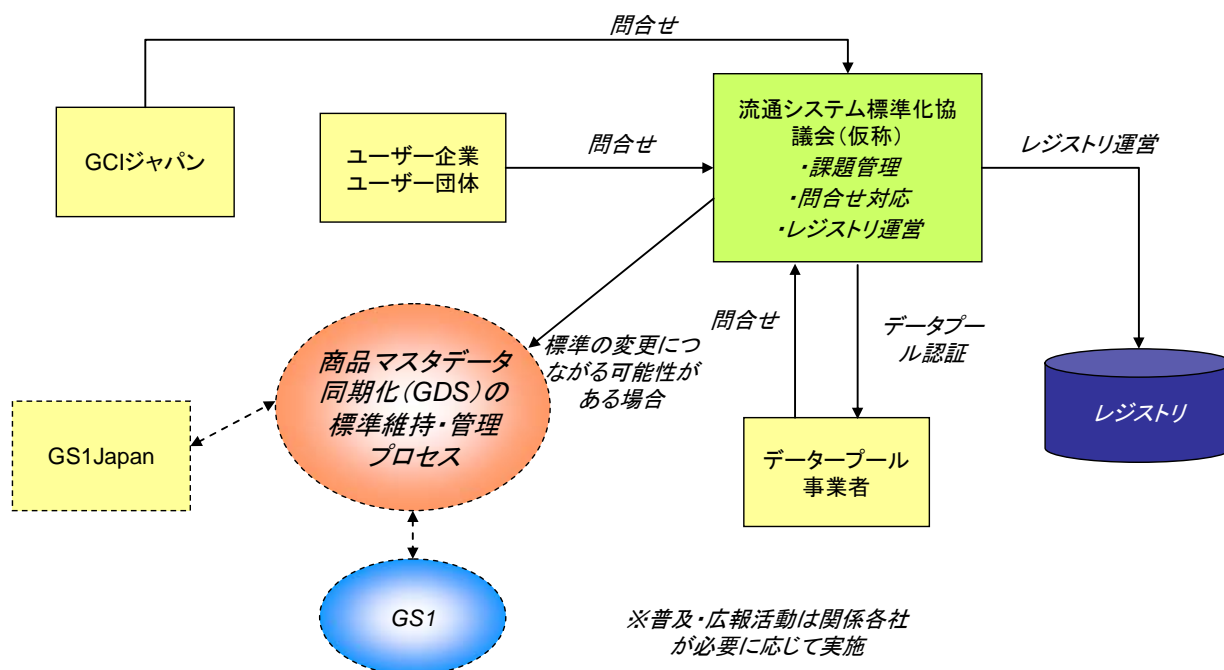 問合せ
流通システム標準化協
議会（仮称）
・課題管理
・問合せ対応
・レジストリ運営
GCIジャパン
ユーザー企業
ユーザー団体
問合せ
レジストリ運営
問合せ
データプー
ル認証
標準の変更につ
ながる可能性が
ある場合
商品マスタデータ
同期化（GDS）の
標準維持・管理
プロセス
レジストリ
GS1Japan
データープール
事業者
GS1
※普及・広報活動は関係各社
が必要に応じて実施